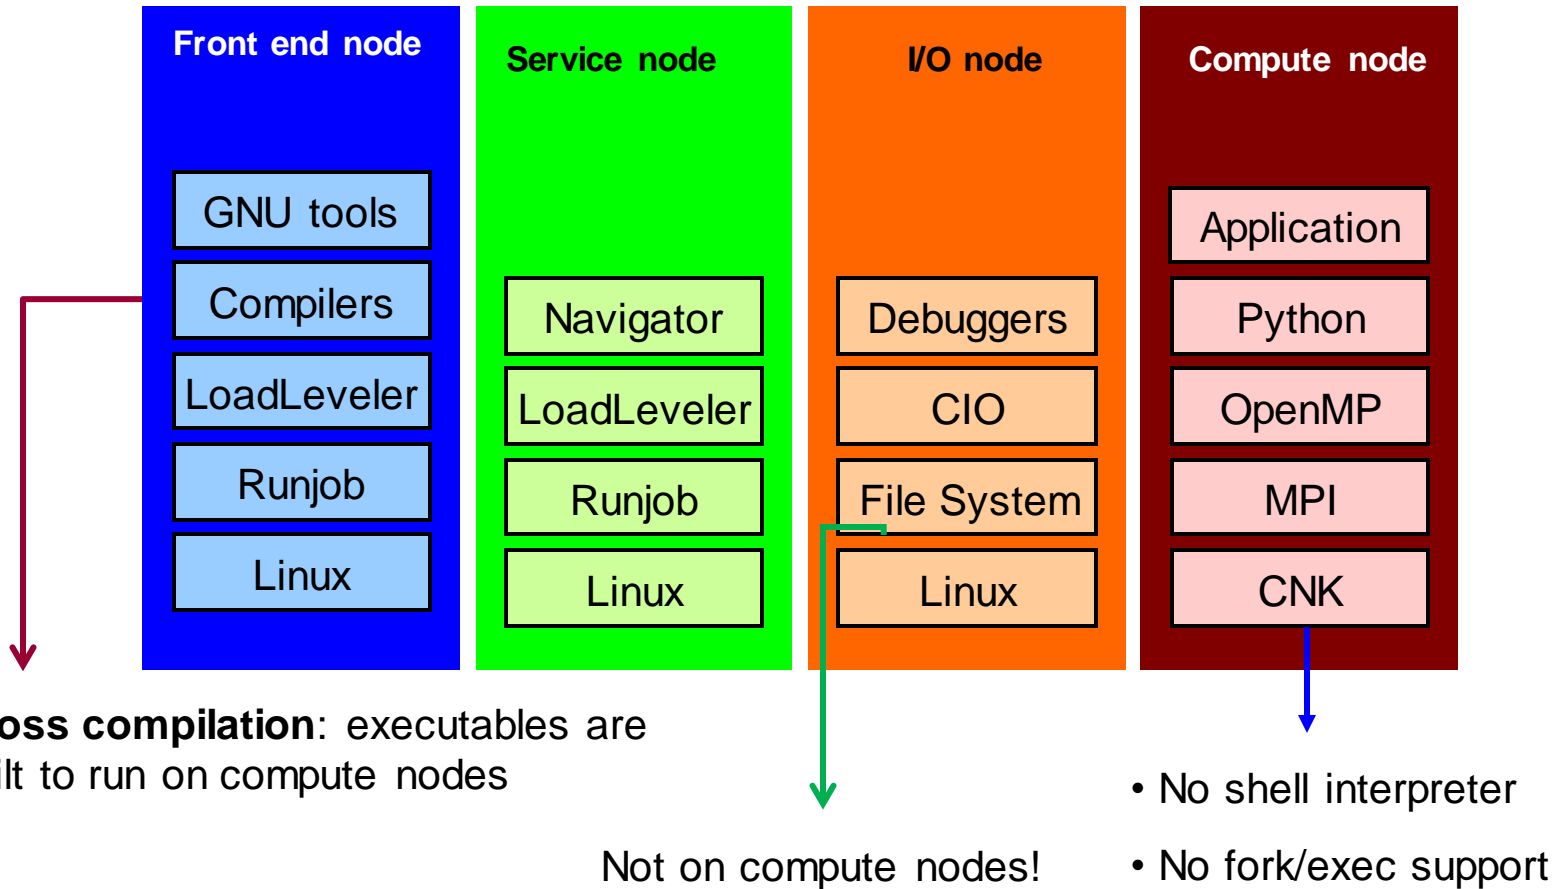 Front end node
Service node
I/O node
Compute node
GNU tools
Compilers
LoadLeveler
Runjob
Linux
Navigator
LoadLeveler
Runjob
Linux
Debuggers
CIO
File System
Linux
Application
Python
OpenMP
MPI
CNK
oss compilation: executables are
ilt to run on compute nodes
Not on compute nodes!
• No shell interpreter
• No fork/exec support